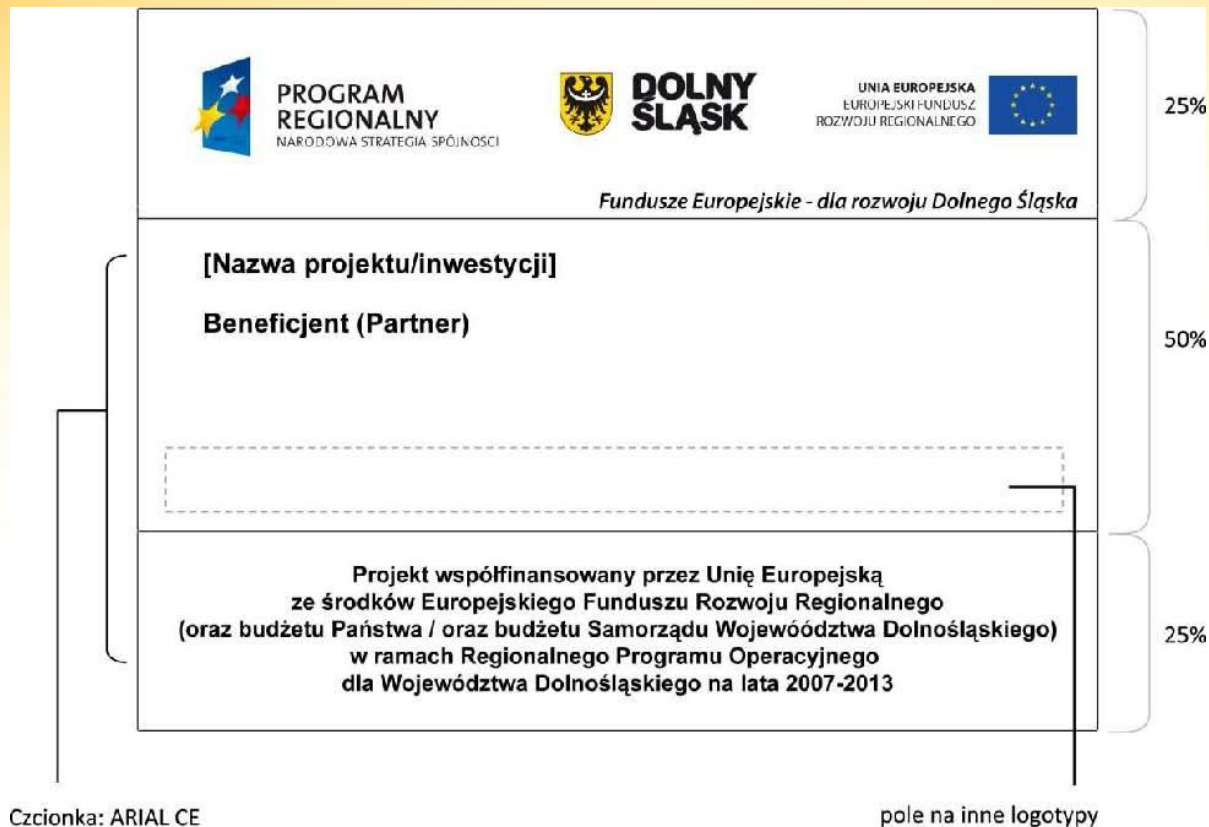 PROGRAM
REGIONALNY
NARODOWA STRATEGIA SPÓJNOŚCI
DOLNY
ŚLĄSK
UNIA EUROPEJSKA
EUROPEJSKI FUNDUSZ
ROZWOJU REGIONALNEGO
25%
Fundusze Europejskie - dla rozwoju Dolnego Śląska
[Nazwa projektu/inwestycji]
Beneficjent (Partner)
50%
Projekt współfinansowany przez Unię Europejską
ze środków Europejskiego Funduszu Rozwoju Regionalnego
(oraz budżetu Państwa / oraz budżetu Samorządu Wojewóództwa Dolnośląskiego)
w ramach Regionalnego Programu Operacyjnego
dla Województwa Dolnośląskiego na lata 2007-2013
25%
Czcionka: ARIAL CE
pole na inne logotypy